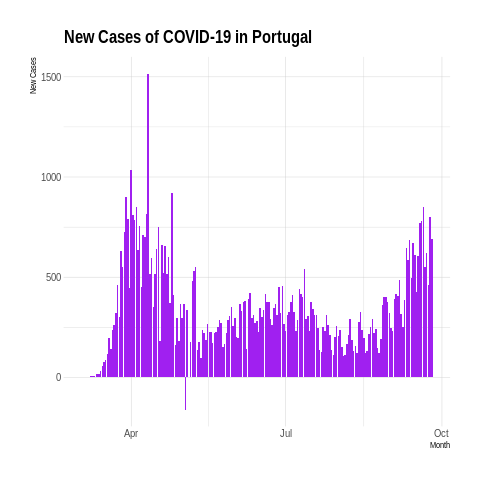 New Cases of COVID-19 in Portugal
New Cases
1500
1000
500
0
Apr
Jul
Oct
Month